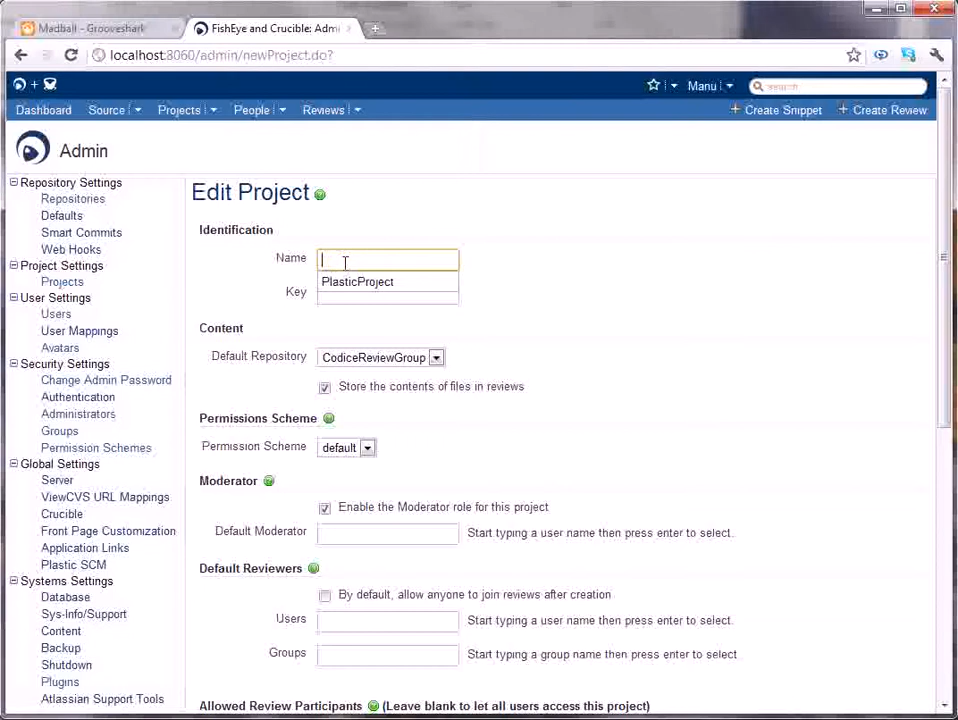 Madball - Grooveshark
FishEye and Crucible: Admi
localhost:8060/admin/newProject.do?
Manu
search
Dashboard Source Projects People Reviews
Create Snippet Create Review
Admin
Repository Settings
Repositories
Defaults
Smart Commits
Web Hooks
Project Settings
Projects
User Settings
Users
User Mappings
Avatars
Security Settings
Change Admin Password
Authentication
Administrators
Groups
Permission Schemes
Global Settings
Server
ViewCVS URL Mappings
Crucible
Front Page Customization
Application Links
Plastic SCM
Systems Settings
Database
Sys-Info/Support
Content
Backup
Shutdown
Plugins
Atlassian Support Tools
Edit Project
Identification
Name
PlasticProject
Key
Content
Default Repository CodiceReviewGroup
Store the contents of files in reviews
Permissions Scheme
Permission Scheme default
Moderator
Enable the Moderator role for this project
Default Moderator Start typing a user name then press enter to select.
Default Reviewers
By default, allow anyone to join reviews after creation
Users Start typing a user name then press enter to select.
Groups Start typing a group name then press enter to select
Allowed Review Participants (Leave blank to let all users access this project)